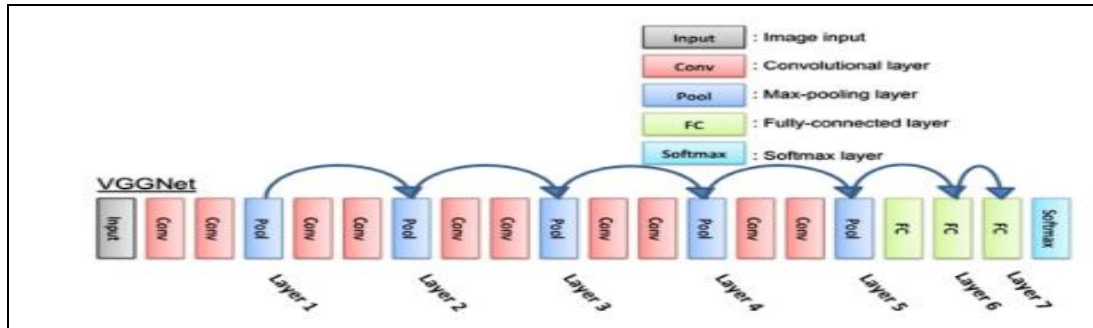 Input : Image input
Conv : Convolutional layer
Pool : Max-pooling layer
FC : Fully-connected layer
Softmax : Softmax layer
VGGNet
Input Conv Conv Pool Conv Conv Pool Conv Conv Pool Conv Conv Pool Conv Conv Pool FC FC FC Softmax
Layer 1 Layer 2 Layer 3 Layer 4 Layer 5 Layer 6 Layer 7